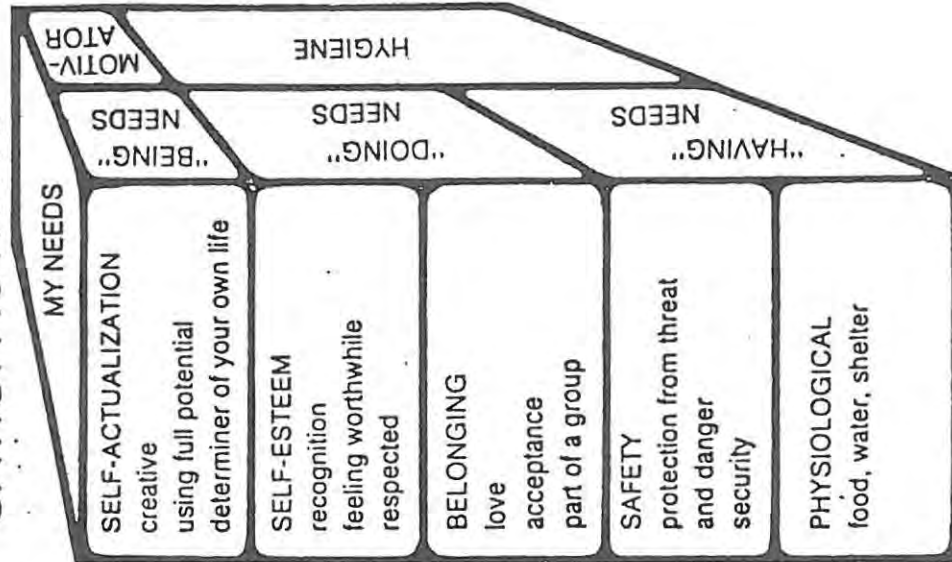 MY NEEDS
SELF-ACTUALIZATION
creative
using full potential
determiner of your own life
SELF-ESTEEM
recognition
feeling worthwhile
respected
BELONGING
love
acceptance
part of a group
SAFETY
protection from threat
and danger
security
PHYSIOLOGICAL
food, water, shelter
"BEING"
NEEDS
"DOING"
NEEDS
"HAVING"
NEEDS
MOTIV-
ATOR
HYGIENE